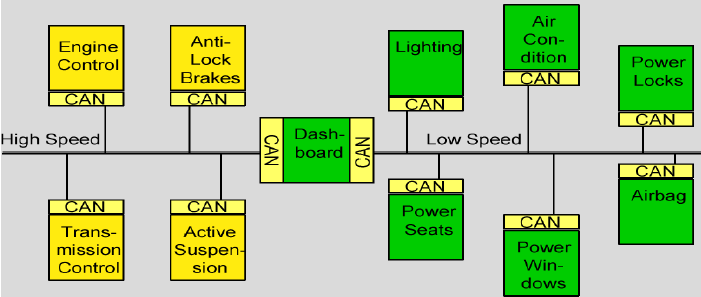 Engine
Control
CAN
Anti-
Lock
Brakes
CAN
Lighting
CAN
Air
Con-
dition
CAN
Power
Locks
CAN
High Speed
CAN
Dash-
board
CAN
Low Speed
CAN
Trans-
mission
Control
CAN
Active
Suspen-
sion
CAN
Power
Seats
CAN
Power
Win-
dows
CAN
Airbag